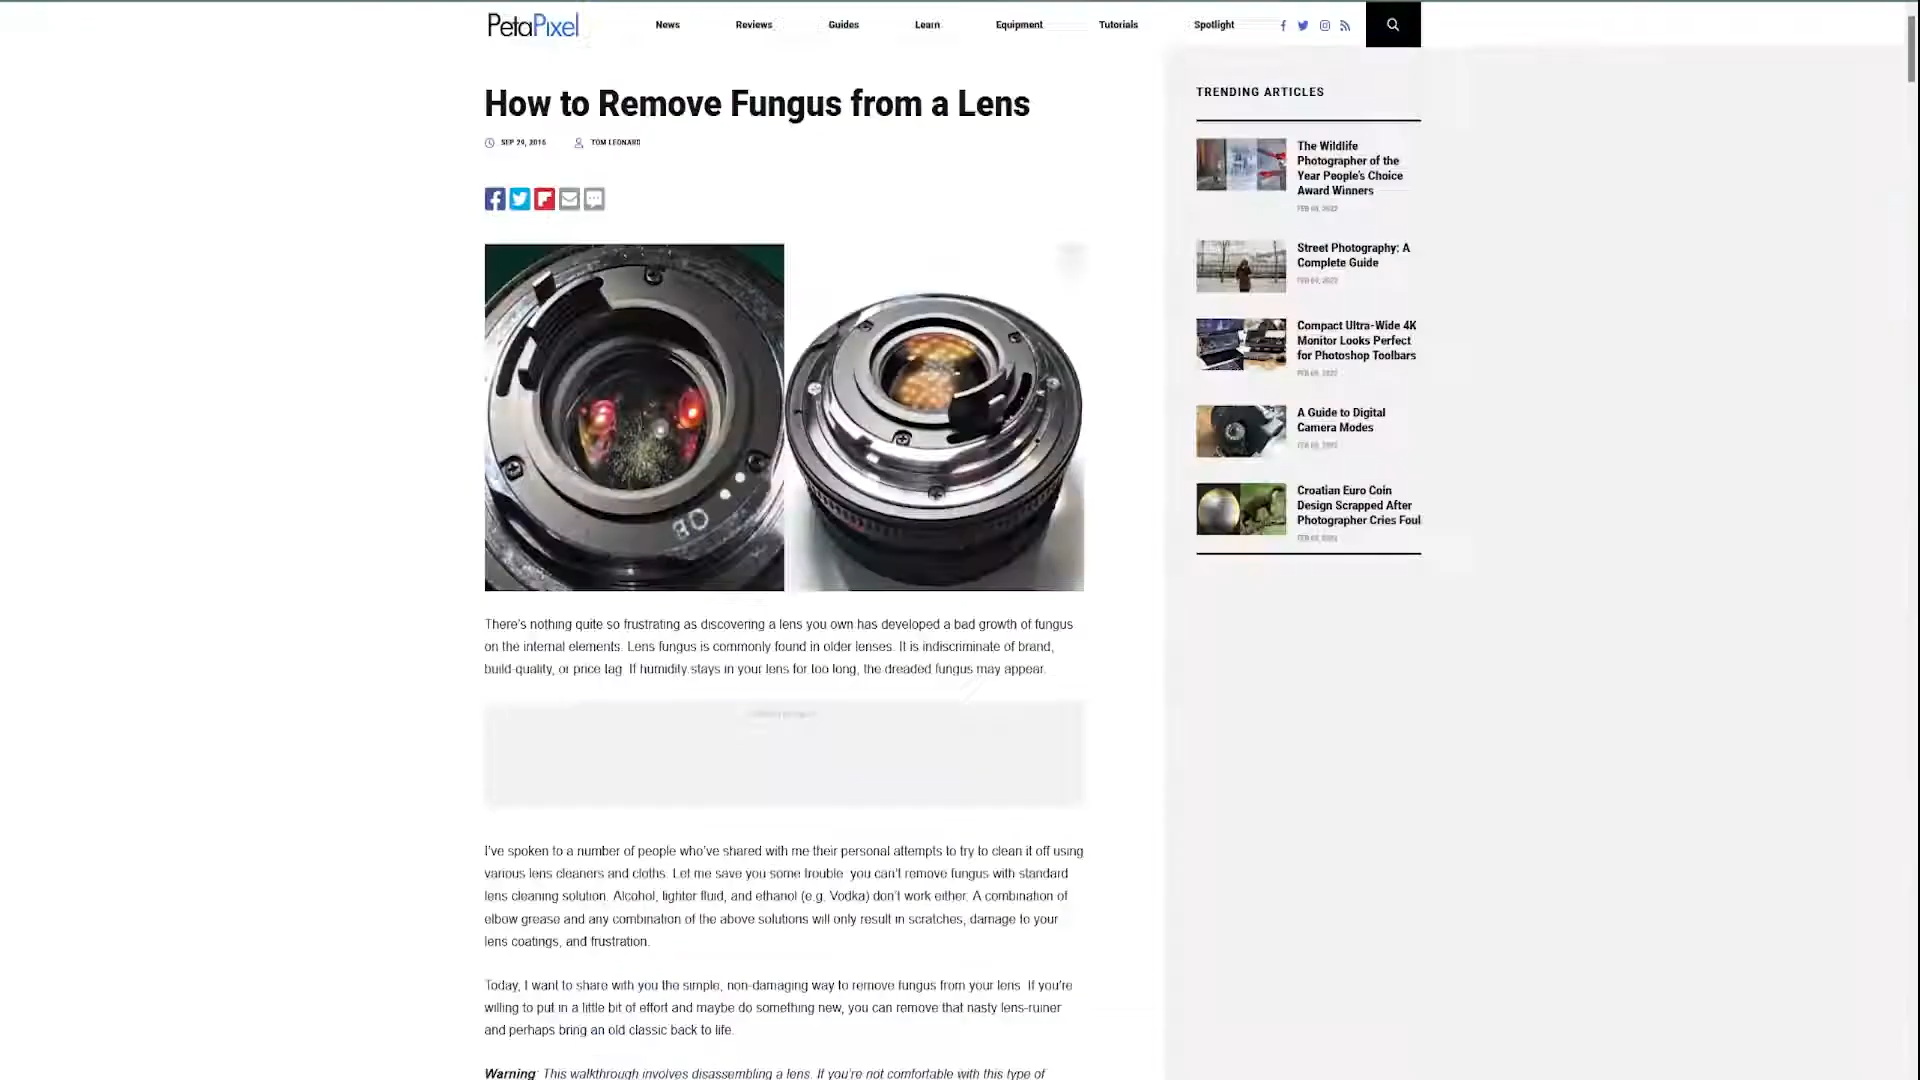 PetaPixel
News
Reviews
Guides
Learn
Equipment
Tutorials
Spotlight
How to Remove Fungus from a Lens
SEP 29, 2016
TOM LEONARD
There's nothing quite so frustrating as discovering a lens you own has developed a bad growth of fungus
on the internal elements. Lens fungus is commonly found in older lenses. It is indiscriminate of brand,
build-quality, or price tag. If humidity stays in your lens for too long, the dreaded fungus may appear.
I've spoken to a number of people who've shared with me their personal attempts to try to clean it off using
various lens cleaners and cloths. Let me save you some trouble you can't remove fungus with standard
lens cleaning solution. Alcohol, lighter fluid, and ethanol (e.g. Vodka) don't work either. A combination of
elbow grease and any combination of the above solutions will only result in scratches, damage to your
lens coatings, and frustration.
Today, I want to share with you the simple, non-damaging way to remove fungus from your lens. If you're
willing to put in a little bit of effort and maybe do something new, you can remove that nasty lens-ruiner
and perhaps bring an old classic back to life.
Warning: This walkthrough involves disassembling a lens. If you're not comfortable with this type of
TRENDING ARTICLES
The Wildlife
Photographer of the
Year People's Choice
Award Winners
Street Photography: A
Complete Guide
Compact Ultra-Wide 4K
Monitor Looks Perfect
for Photoshop Toolbars
A Guide to Digital
Camera Modes
Croatian Euro Coin
Design Scrapped After
Photographer Cries Foul